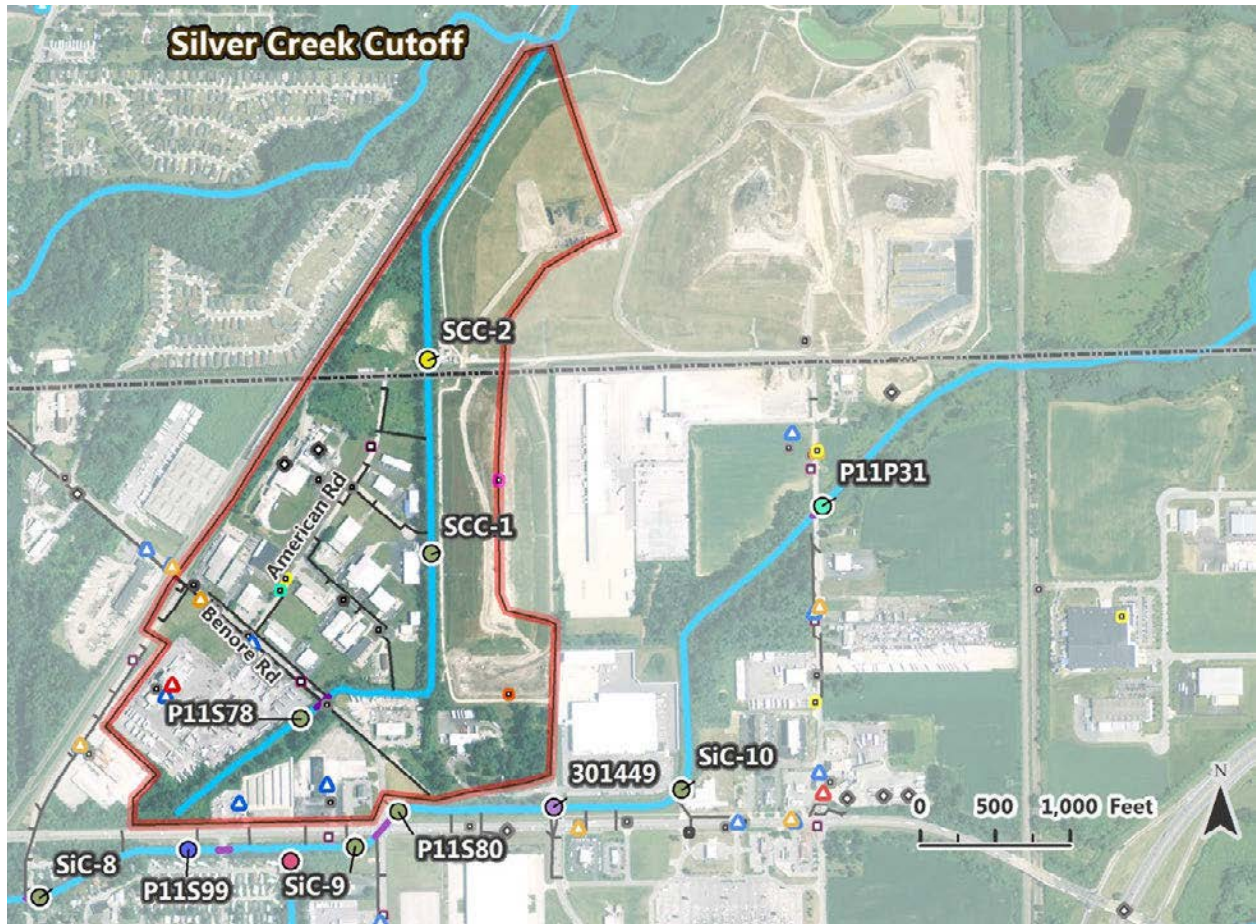 Silver Creek Cutoff
SCC-2
P11P31
SCC-1
American Rd
Benore Rd
P11S78
SiC-10
301449
N
0 500 1,000 Feet
P11S80
SiC-8
P11S99
SiC-9